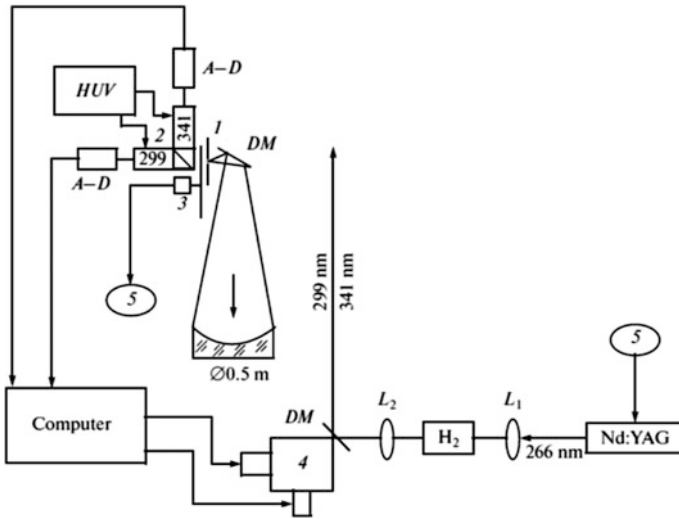 A–D
HUV
341
2
1
DM
299
A–D
3
5
299 nm
341 nm
5
∅0.5 m
Computer
DM
L2
L1
H2
Nd:YAG
4
266 nm